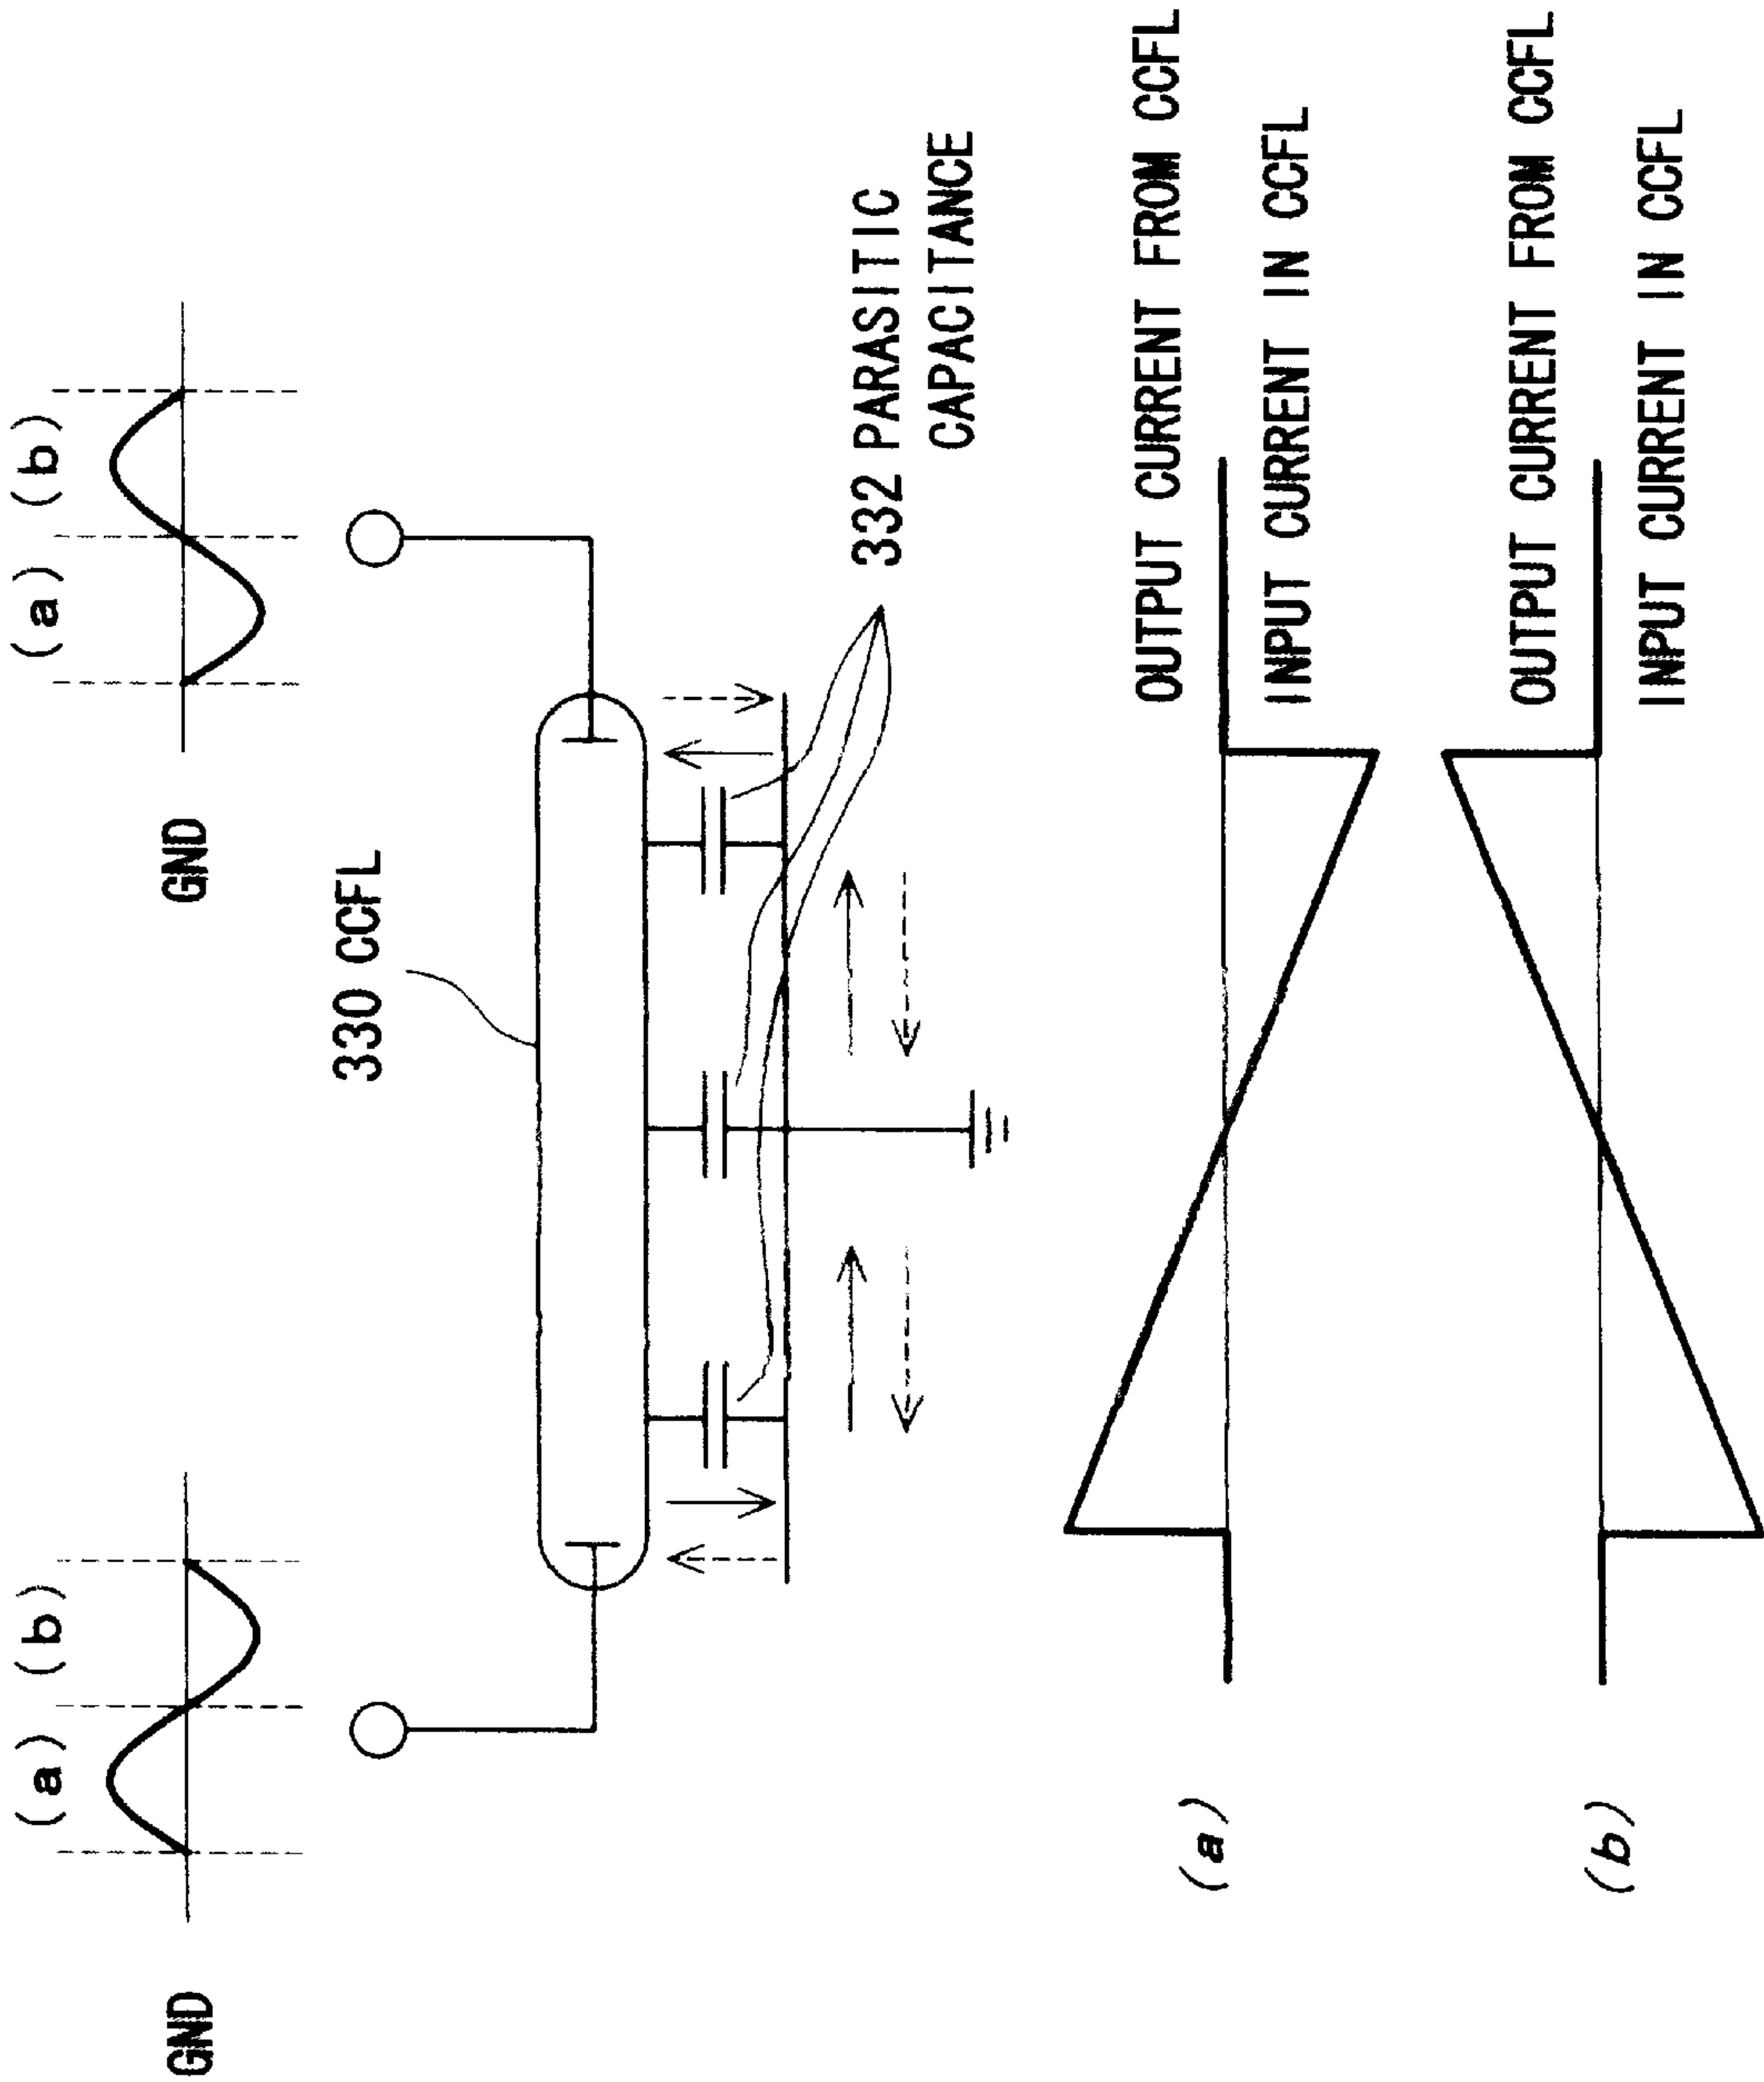 (a) (b)
(a) (b)
GND
GND
330 CCFL
332 PARASITIC
CAPACITANCE
(a)
OUTPUT CURRENT FROM CCFL
INPUT CURRENT IN CCFL
(b)
OUTPUT CURRENT FROM CCFL
INPUT CURRENT IN CCFL